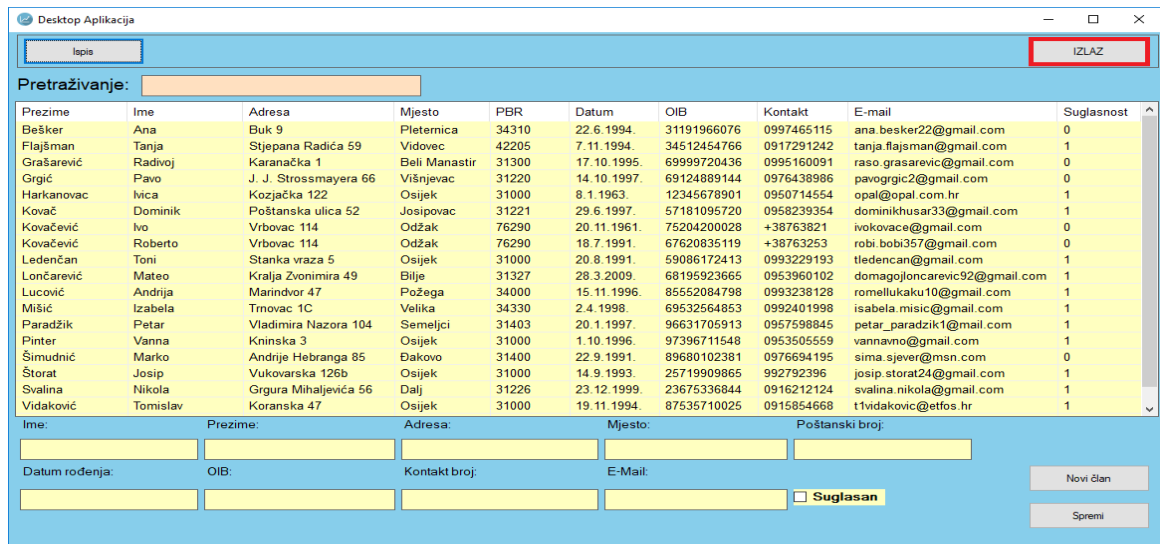 Desktop Aplikacija
Ispis IZLAZ
Pretraživanje:
Prezime Ime Adresa Mjesto PBR Datum OIB Kontakt E-mail Suglasnost
Bešker Ana Buk 9 Pleternica 34310 22.6.1994. 31191966076 0997465115 ana.besker22@gmail.com 0
Flajšman Tanja Stjepana Radića 59 Vidovec 42205 7.11.1994. 34512454766 0917291242 tanja.flajsman@gmail.com 1
Grašarević Radivoj Karanačka 1 Beli Manastir 31300 17.10.1995. 69999720436 0995160091 raso.grasarevic@gmail.com 0
Grgić Pavo J. J. Strossmayera 66 Višnjevac 31220 14.10.1997. 69124889144 0976438986 pavogrgic2@gmail.com 0
Harkanovac Ivica Kozjačka 122 Osijek 31000 8.1.1963. 12345678901 0950714554 opal@opal.com.hr 1
Kovač Dominik Poštanska ulica 52 Josipovac 31221 29.6.1997. 57181095720 0958239354 dominikhusar33@gmail.com 1
Kovačević Ivo Vrbovac 114 Odžak 76290 20.11.1961. 75204200028 +38763821 ivokovace@gmail.com 0
Kovačević Roberto Vrbovac 114 Odžak 76290 18.7.1991. 67620835119 +38763253 robi.bobi357@gmail.com 0
Ledenčan Toni Stanka vraza 5 Osijek 31000 20.8.1991. 59086172413 0993229193 tledencan@gmail.com 1
Lončarević Mateo Kralja Zvonimira 49 Bilje 31327 28.3.2009. 68195923665 0953960102 domagojloncarevic92@gmail.com 1
Lucović Andrija Marindvor 47 Požega 34000 15.11.1996. 85552084798 0993238128 romellukaku10@gmail.com 1
Mišić Izabela Trnovac 1C Velika 34330 2.4.1998. 69532564853 0992401998 isabela.misic@gmail.com 1
Paradžik Petar Vladimira Nazora 104 Semeljci 31403 20.1.1997. 96631705913 0957598845 petar_paradzik1@mail.com 1
Pinter Vanna Kninska 3 Osijek 31000 1.10.1996. 97396711548 0953505559 vannavno@gmail.com 1
Šimudnić Marko Andrije Hebranga 85 Đakovo 31400 22.9.1991. 89680102381 0976694195 sima.sjever@msn.com 0
Štorat Josip Vukovarska 126b Osijek 31000 14.9.1993. 25719909865 992792396 josip.storat24@gmail.com 1
Svalina Nikola Grgura Mihaljevića 56 Dalj 31226 23.12.1999. 23675336844 0916212124 svalina.nikola@gmail.com 1
Vidaković Tomislav Koranska 47 Osijek 31000 19.11.1994. 87535710025 0915854668 t1vidakovic@etfos.hr 1
Ime: Prezime: Adresa: Mjesto: Poštanski broj:
Datum rođenja: OIB: Kontakt broj: E-Mail:
Novi član
Suglasan
Spremi